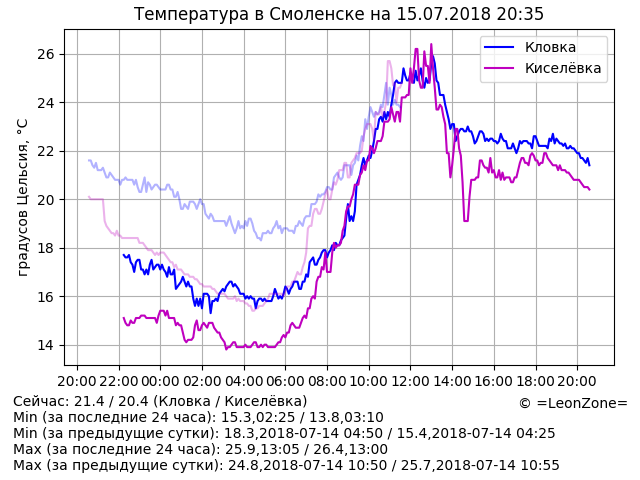 Температура в Смоленске на 15.07.2018 20:35
Кловка
Киселёвка
градусов Цельсия, °C
26
24
22
20
18
16
14
20:00 22:00 00:00 02:00 04:00 06:00 08:00 10:00 12:00 14:00 16:00 18:00 20:00
Сейчас: 21.4 / 20.4 (Кловка / Киселёвка)
© =LeonZone=
Min (за последние 24 часа): 15.3,02:25 / 13.8,03:10
Min (за предыдущие сутки): 18.3,2018-07-14 04:50 / 15.4,2018-07-14 04:25
Max (за последние 24 часа): 25.9,13:05 / 26.4,13:00
Max (за предыдущие сутки): 24.8,2018-07-14 10:50 / 25.7,2018-07-14 10:55